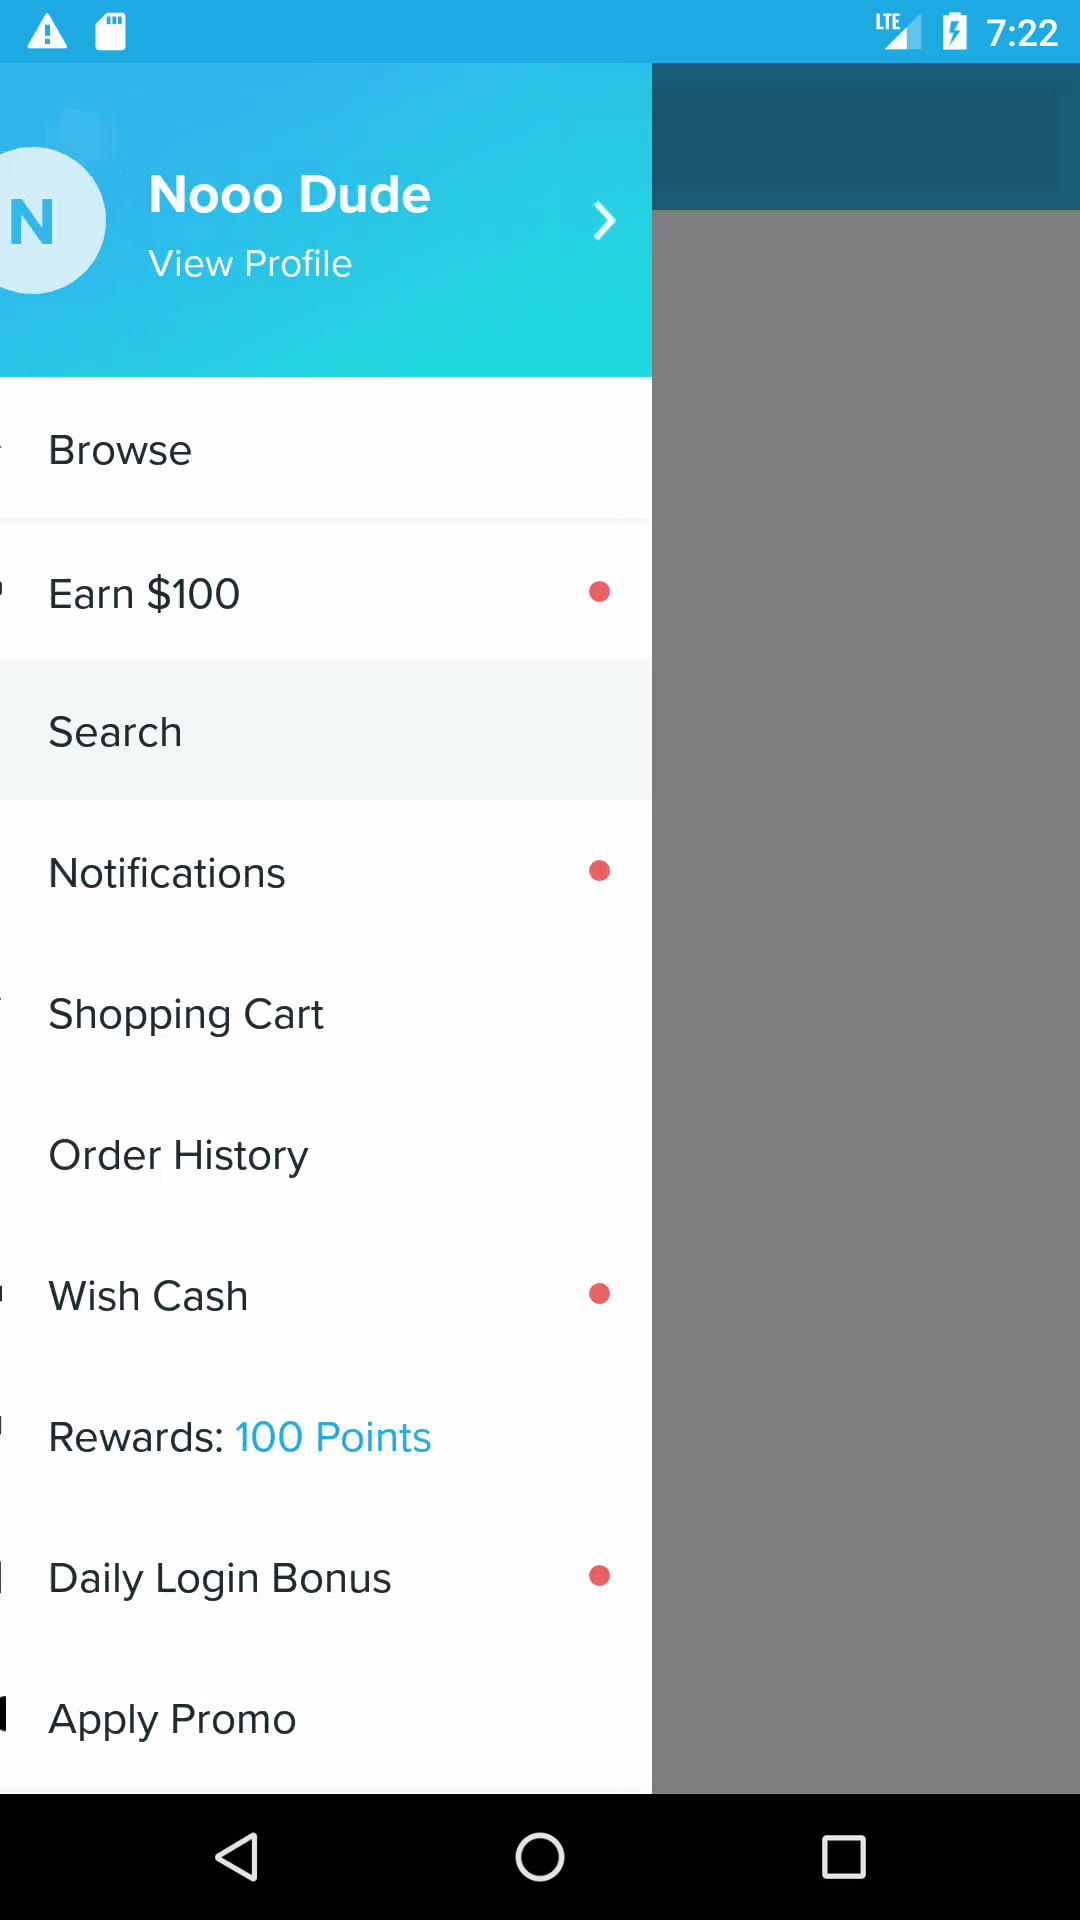 LTE 7:22
N
Nooo Dude
View Profile
Browse
Earn $100
Search
Notifications
Shopping Cart
Order History
Wish Cash
Rewards: 100 Points
Daily Login Bonus
Apply Promo